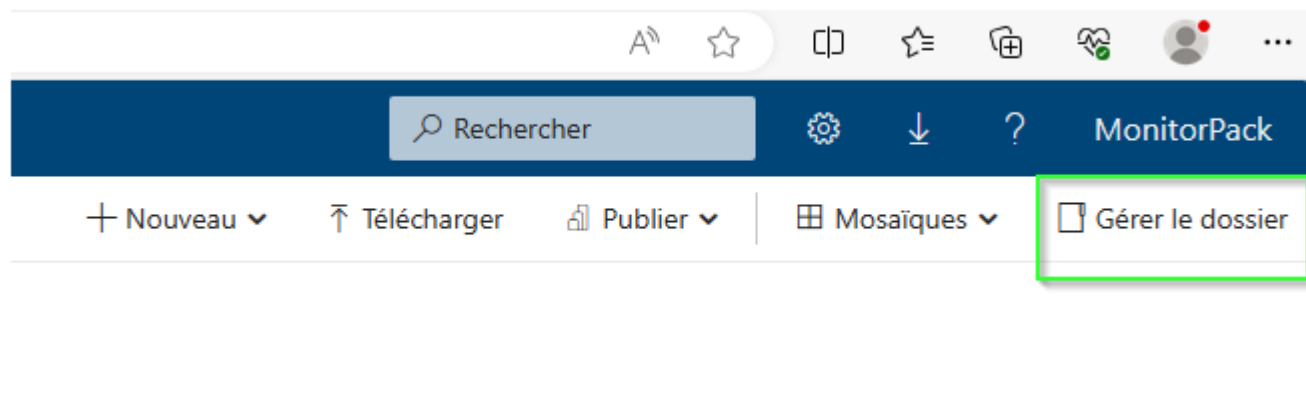 Rechercher ? MonitorPack
Nouveau Télécharger Publier Mosaïques Gérer le dossier